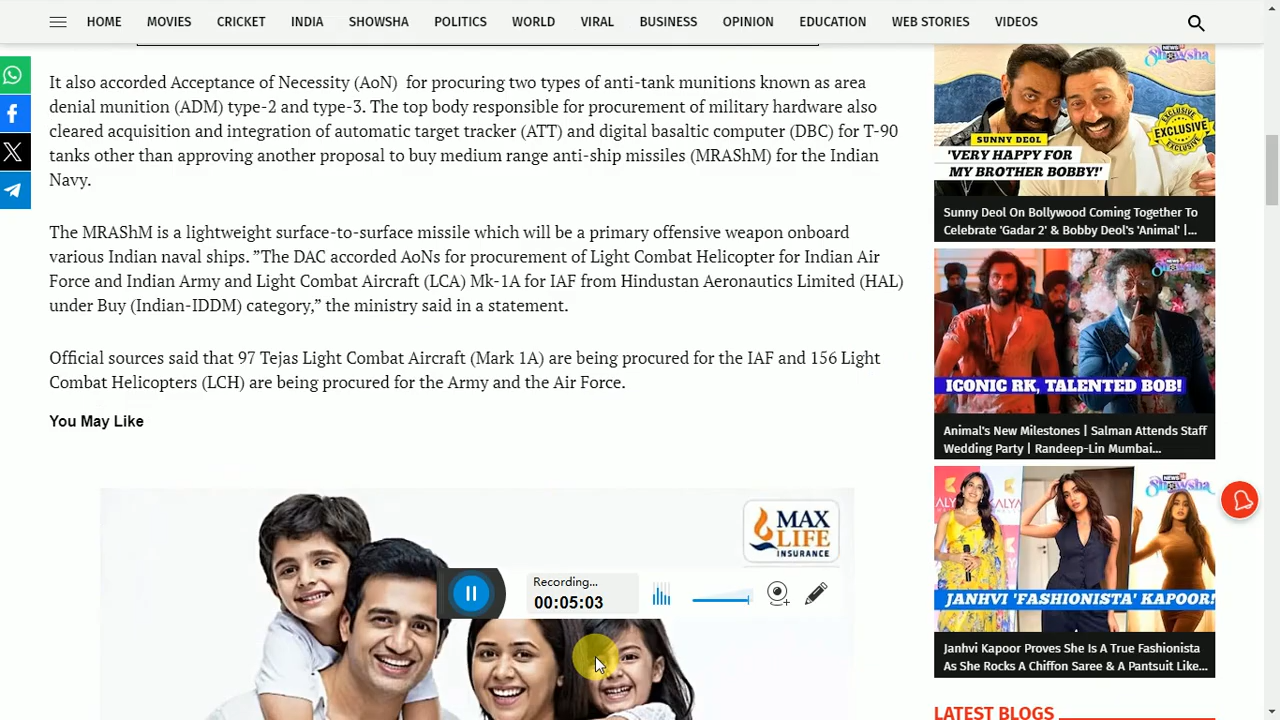 HOME MOVIES CRICKET INDIA SHOWSHA POLITICS WORLD VIRAL BUSINESS OPINION EDUCATION WEB STORIES VIDEOS
It also accorded Acceptance of Necessity (AoN)  for procuring two types of anti-tank munitions known as area
denial munition (ADM) type-2 and type-3. The top body responsible for procurement of military hardware also
cleared acquisition and integration of automatic target tracker (ATT) and digital basaltic computer (DBC) for T-90
tanks other than approving another proposal to buy medium range anti-ship missiles (MRAShM) for the Indian
Navy.
The MRAShM is a lightweight surface-to-surface missile which will be a primary offensive weapon onboard
various Indian naval ships. ”The DAC accorded AoNs for procurement of Light Combat Helicopter for Indian Air
Force and Indian Army and Light Combat Aircraft (LCA) Mk-1A for IAF from Hindustan Aeronautics Limited (HAL)
under Buy (Indian-IDDM) category,” the ministry said in a statement.
Official sources said that 97 Tejas Light Combat Aircraft (Mark 1A) are being procured for the IAF and 156 Light
Combat Helicopters (LCH) are being procured for the Army and the Air Force.
You May Like
MAX
LIFE
INSURANCE
Recording...
00:05:03
Showsha
EXCLUSIVE
SUNNY DEOL
'VERY HAPPY FOR
MY BROTHER BOBBY!'
Sunny Deol On Bollywood Coming Together To
Celebrate 'Gadar 2' & Bobby Deol's 'Animal' |...
Showsha
ICONIC RK, TALENTED BOB!
Animal's New Milestones | Salman Attends Staff
Wedding Party | Randeep-Lin Mumbai...
Showsha
JANHVI 'FASHIONISTA' KAPOOR!
Janhvi Kapoor Proves She Is A True Fashionista
As She Rocks A Chiffon Saree & A Pantsuit Like...
LATEST BLOGS